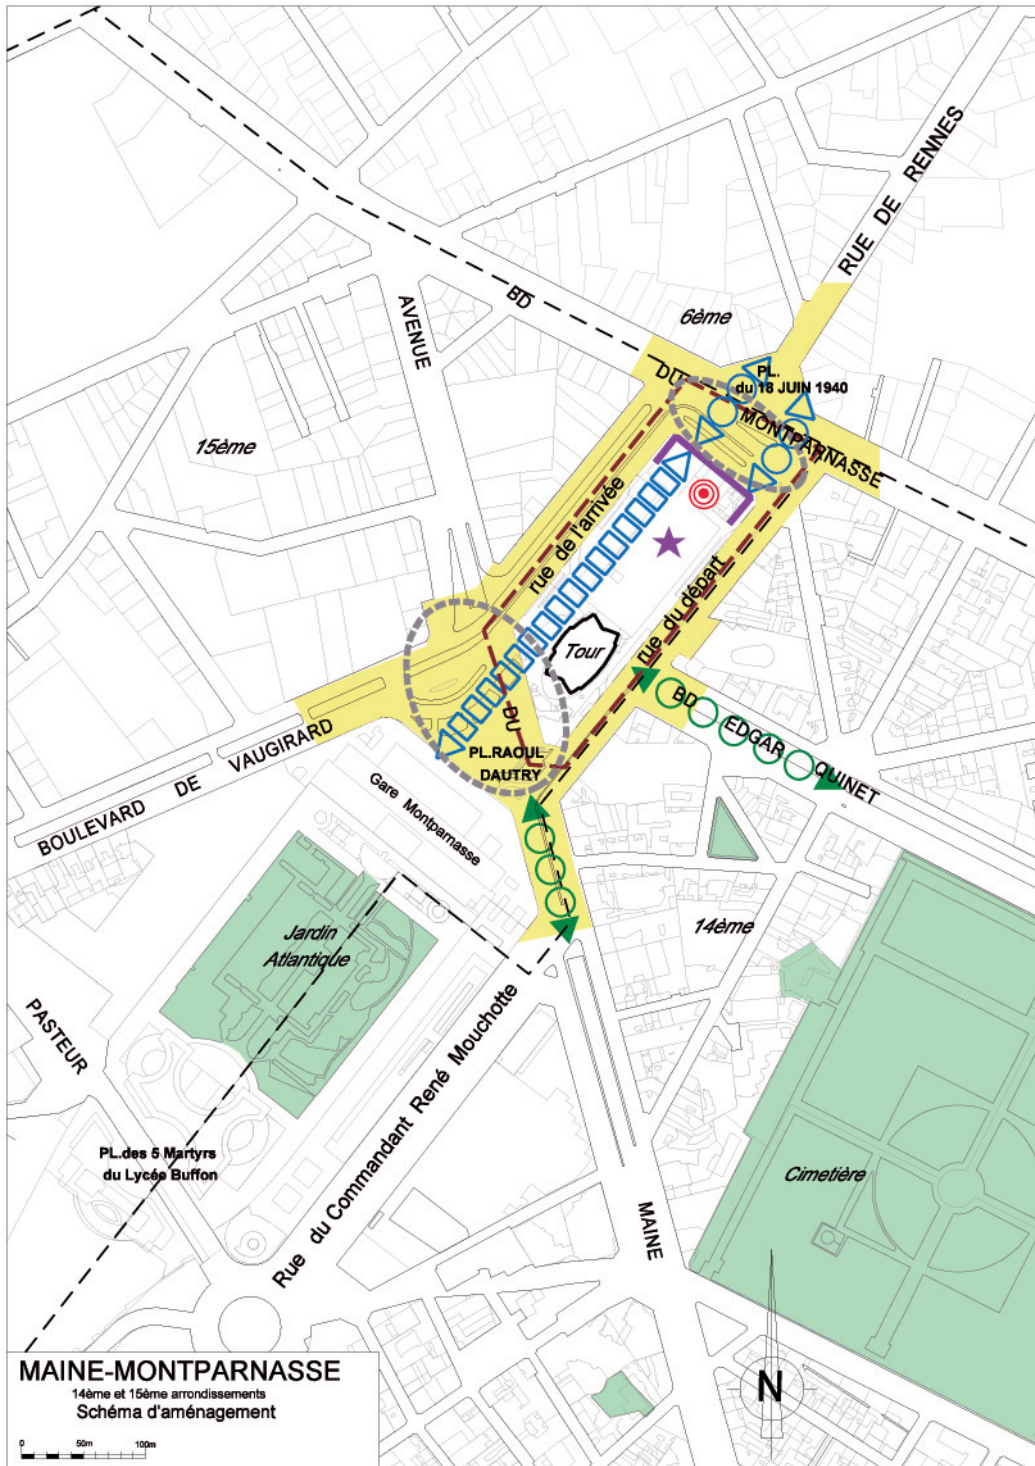 RUE DE RENNES
AVENUE
BD
6ème
DU
PL.
du 18 JUIN 1940
MONTPARNASSE
15ème
rue de l'arrivée
rue du départ
Tour
BD EDGAR QUINET
DU
PL.RAOUL
DAUTRY
BOULEVARD DE VAUGIRARD
Gare Montparnasse
14ème
Jardin
Atlantique
PASTEUR
Rue du Commandant René Mouchotte
PL.des 5 Martyrs
du Lycée Buffon
Cimetière
MAINE
MAINE-MONTPARNASSE
14ème et 15ème arrondissements
Schéma d'aménagement
0 50m 100m
N